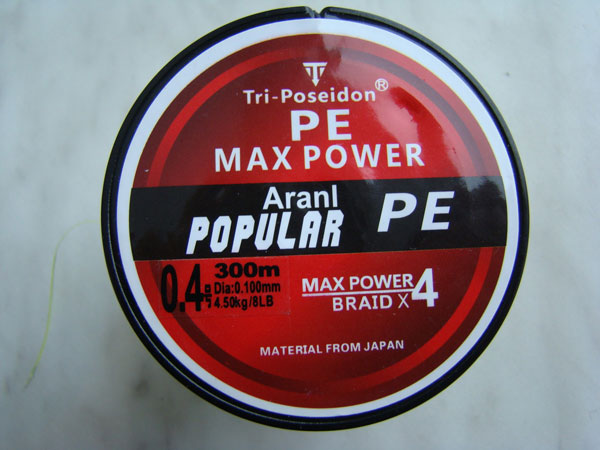 Tri-Poseidon®
PE
MAX POWER
Aranl
POPULAR PE
0.4
300m
Dia:0.100mm
4.50kg/8LB
MAX POWER
BRAID X 4
MATERIAL FROM JAPAN